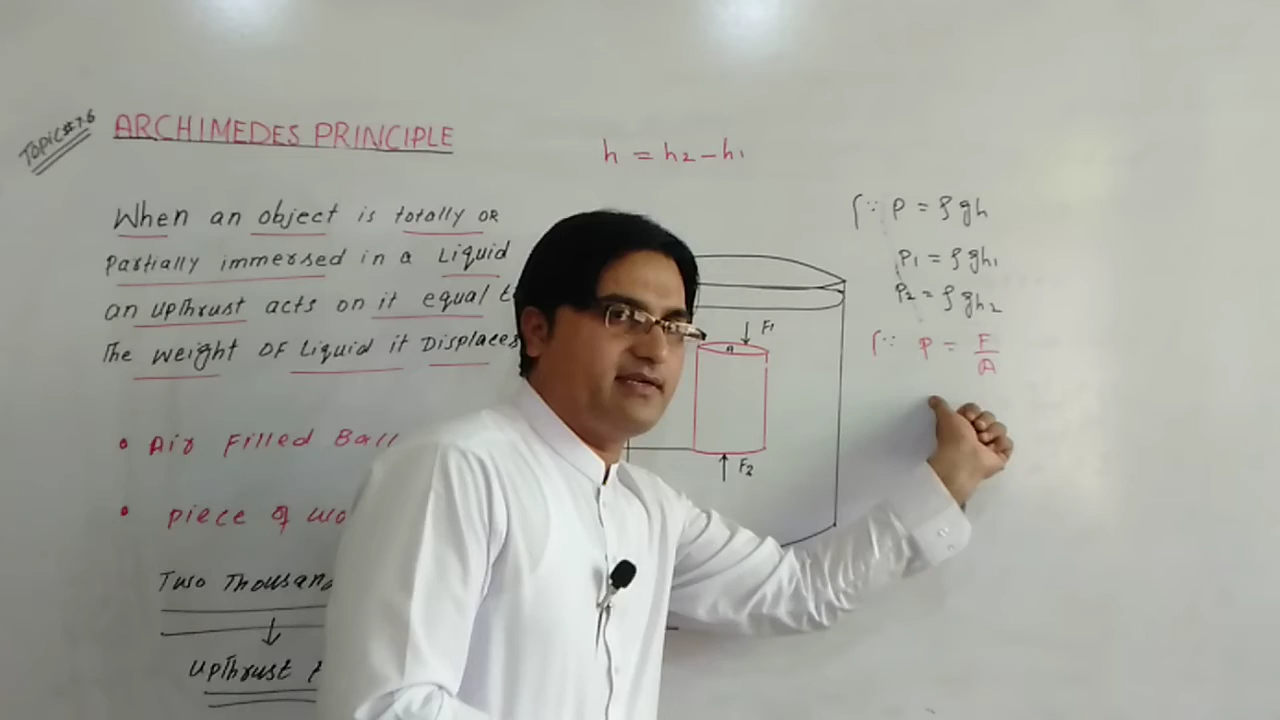 Topic#7.6
ARCHIMEDES PRINCIPLE
When an object is totally OR
Partially immersed in a Liquid
an upthrust acts on it equal
The weight OF Liquid it Displaces
• Air Filled Ball
• Piece of
Two Thousand
↓
upthrust
h = h₂ - h₁
F₁
A
F₂
∵ P = ρgh
P₁ = ρgh₁
P₂ = ρgh₂
∵ P = F/A